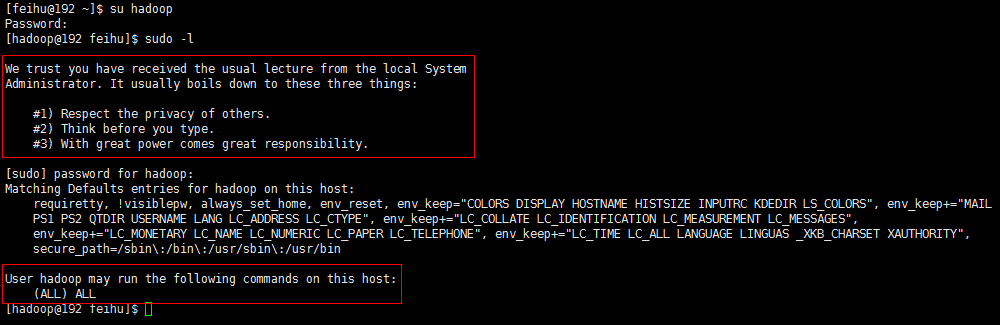 [feihu@192 ~]$ su hadoop
Password:
[hadoop@192 feihu]$ sudo -l
We trust you have received the usual lecture from the local System
Administrator. It usually boils down to these three things:
#1) Respect the privacy of others.
#2) Think before you type.
#3) With great power comes great responsibility.
[sudo] password for hadoop:
Matching Defaults entries for hadoop on this host:
requiretty, !visiblepw, always_set_home, env_reset, env_keep="COLORS DISPLAY HOSTNAME HISTSIZE INPUTRC KDEDIR LS_COLORS", env_keep+="MAIL
PS1 PS2 QTDIR USERNAME LANG LC_ADDRESS LC_CTYPE", env_keep+="LC_COLLATE LC_IDENTIFICATION LC_MEASUREMENT LC_MESSAGES",
env_keep+="LC_MONETARY LC_NAME LC_NUMERIC LC_PAPER LC_TELEPHONE", env_keep+="LC_TIME LC_ALL LANGUAGE LINGUAS _XKB_CHARSET XAUTHORITY",
secure_path=/sbin\:/bin\:/usr/sbin\:/usr/bin
User hadoop may run the following commands on this host:
(ALL) ALL
[hadoop@192 feihu]$